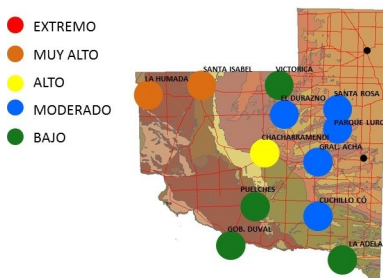 EXTREMO
MUY ALTO
ALTO
MODERADO
BAJO
SANTA ISABEL
VICTORICA
LA HUMADA
EL DURAZNO
SANTA ROSA
PARQUE LURO
CHACHARRAMENDI
GRAL. ACHA
PUELCHES
CUCHILLO CÓ
GOB. DUVAL
LA ADELA